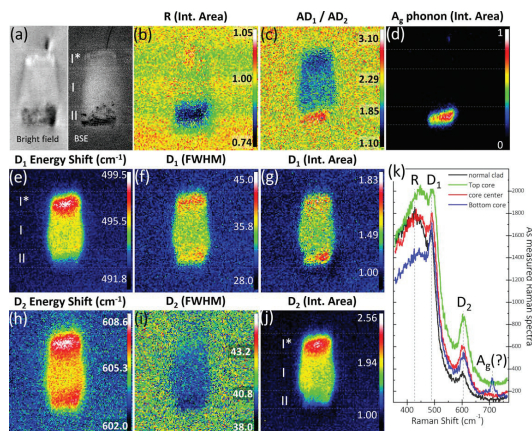 R (Int. Area) AD₁ / AD₂ A_g phonon (Int. Area)
(a) (b) (c) (d)
I*
I
II
Bright field BSE
1.05
1.00
0.74
3.10
2.29
1.85
1.10
1
0
D₁ Energy Shift (cm⁻¹) D₁ (FWHM) D₁ (Int. Area)
(e) (f) (g)
I*
I
II
499.5
495.5
491.8
45.0
35.8
28.0
1.83
1.49
1.00
D₂ Energy Shift (cm⁻¹) D₂ (FWHM) D₂ (Int. Area)
(h) (i) (j)
608.6
605.3
602.0
43.2
40.8
38.0
I*
I
II
2.56
1.94
1.00
(k)
R D₁
normal clad
Top core
core center
Bottom core
D₂
A_g(?)
As measured Raman spectra
2000
1800
1600
1400
1200
1000
800
600
400
200
400 500 600 700
Raman Shift (cm⁻¹)